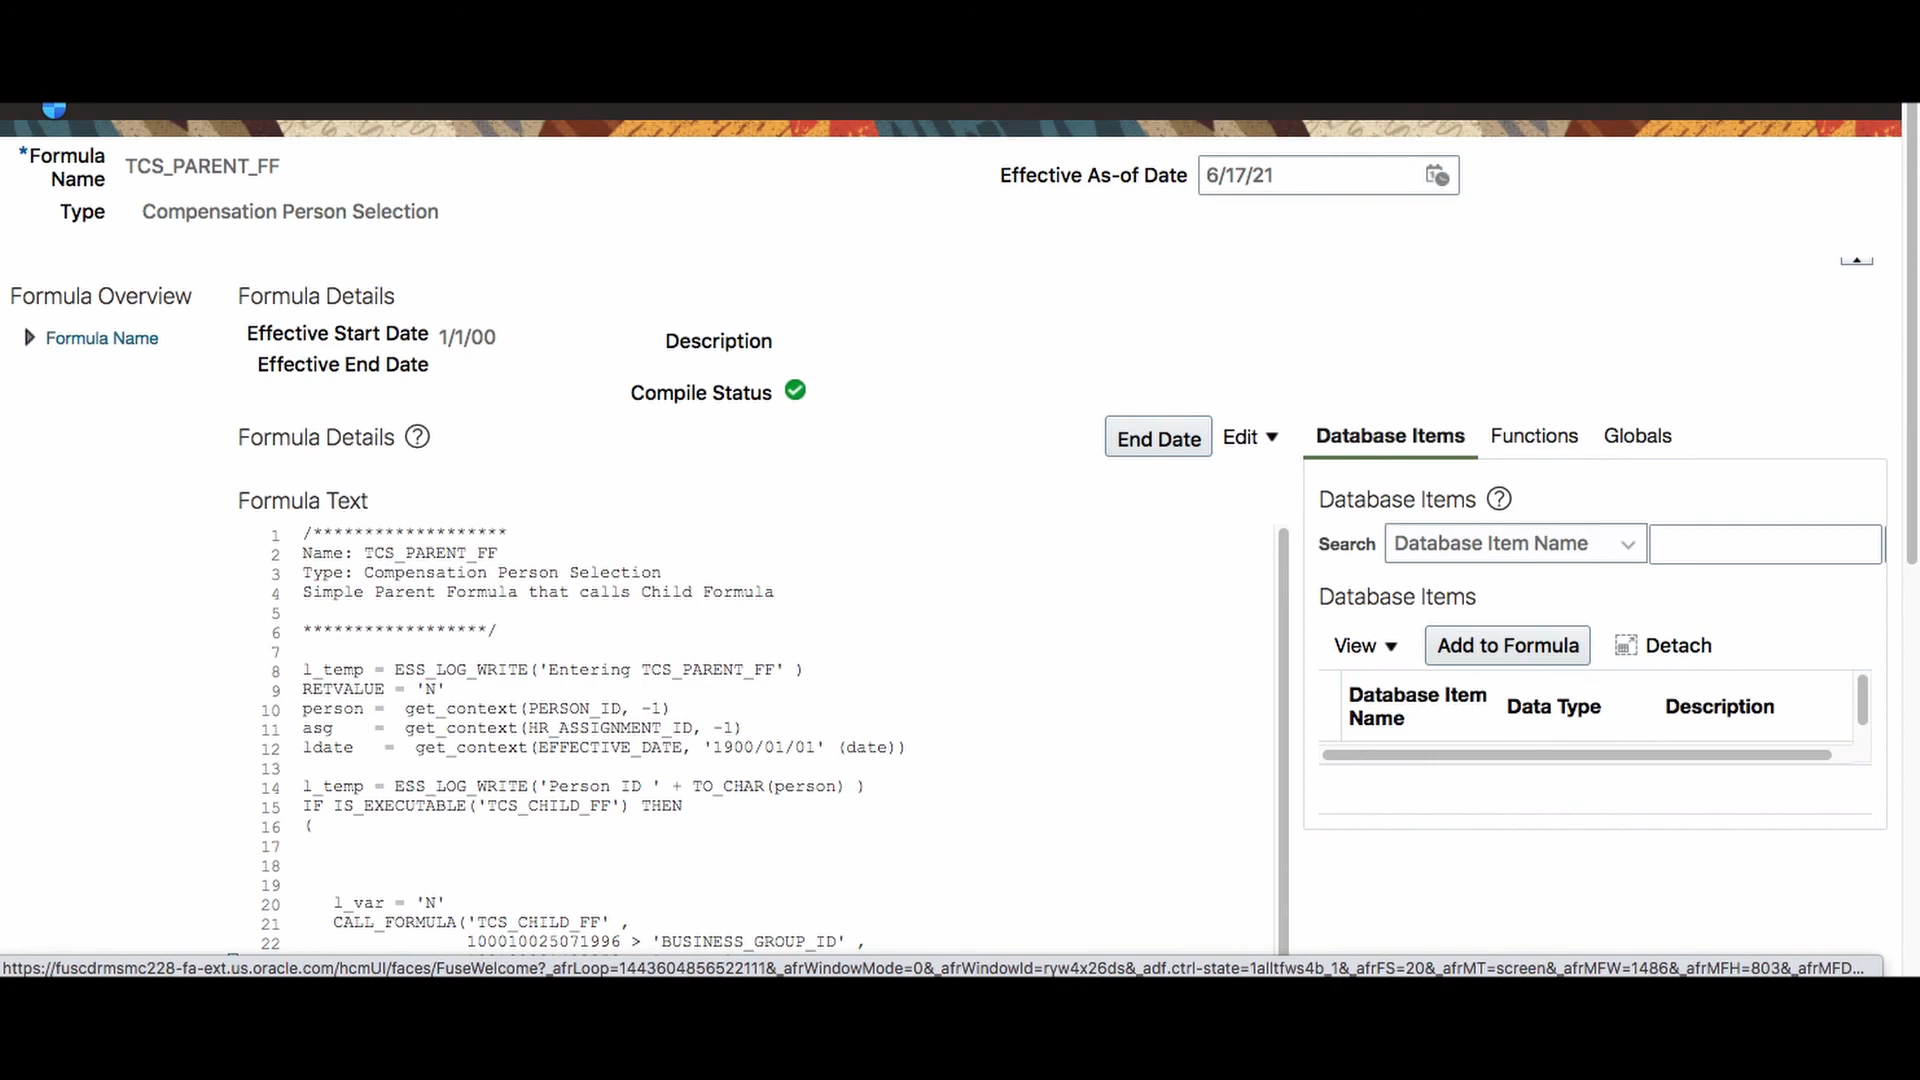 *Formula Name TCS_PARENT_FF
Effective As-of Date 6/17/21
Type Compensation Person Selection
Formula Overview
Formula Name
Formula Details
Effective Start Date 1/1/00
Effective End Date
Description
Compile Status
Formula Details ?
End Date Edit
Formula Text
1 /*******************
2 Name: TCS_PARENT_FF
3 Type: Compensation Person Selection
4 Simple Parent Formula that calls Child Formula
5
6 ******************/
7
8 l_temp = ESS_LOG_WRITE('Entering TCS_PARENT_FF' )
9 RETVALUE = 'N'
10 person =  get_context(PERSON_ID, -1)
11 asg    =  get_context(HR_ASSIGNMENT_ID, -1)
12 ldate   =  get_context(EFFECTIVE_DATE, '1900/01/01' (date))
13
14 l_temp = ESS_LOG_WRITE('Person ID ' + TO_CHAR(person) )
15 IF IS_EXECUTABLE('TCS_CHILD_FF') THEN
16 (
17
18
19
20 l_var = 'N'
21 CALL_FORMULA('TCS_CHILD_FF' ,
22 100010025071996 > 'BUSINESS_GROUP_ID' ,
Database Items Functions Globals
Database Items ?
Search Database Item Name
Database Items
View Add to Formula Detach
Database Item Name Data Type Description
https://fuscdrmsmc228-fa-ext.us.oracle.com/hcmUI/faces/FuseWelcome?_afrLoop=1443604856522111&_afrWindowMode=0&_afrWindowId=ryw4x26ds&_adf.ctrl-state=1alltfws4b_1&_afrFS=20&_afrMT=screen&_afrMFW=1486&_afrMFH=803&_afrMFD...